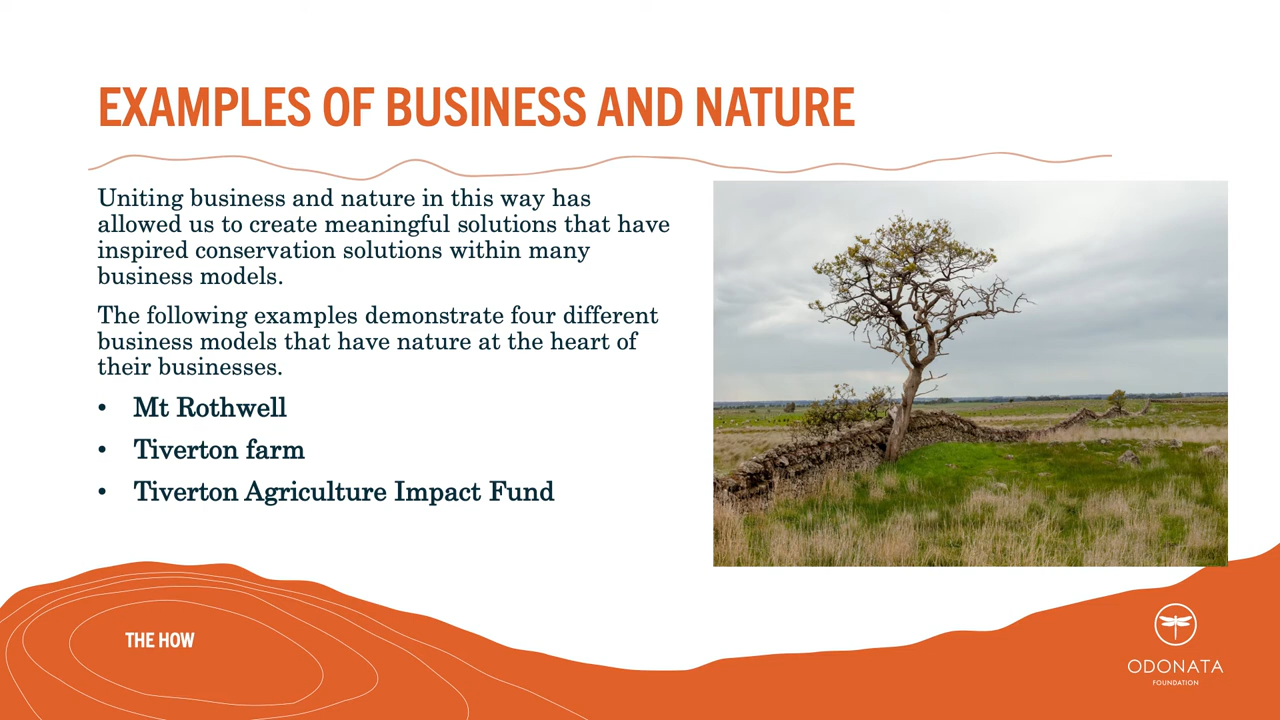 EXAMPLES OF BUSINESS AND NATURE
Uniting business and nature in this way has
allowed us to create meaningful solutions that have
inspired conservation solutions within many
business models.
The following examples demonstrate four different
business models that have nature at the heart of
their businesses.
• Mt Rothwell
• Tiverton farm
• Tiverton Agriculture Impact Fund
THE HOW
ODONATA
FOUNDATION